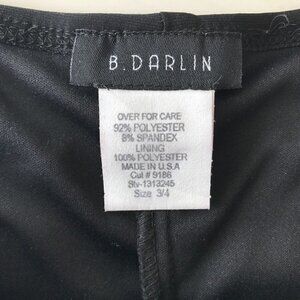 B. DARLIN
OVER FOR CARE
92% POLYESTER
8% SPANDEX
LINING
100% POLYESTER
MADE IN U.S.A
Cut # 9186
Sty-1313245
Size 3/4